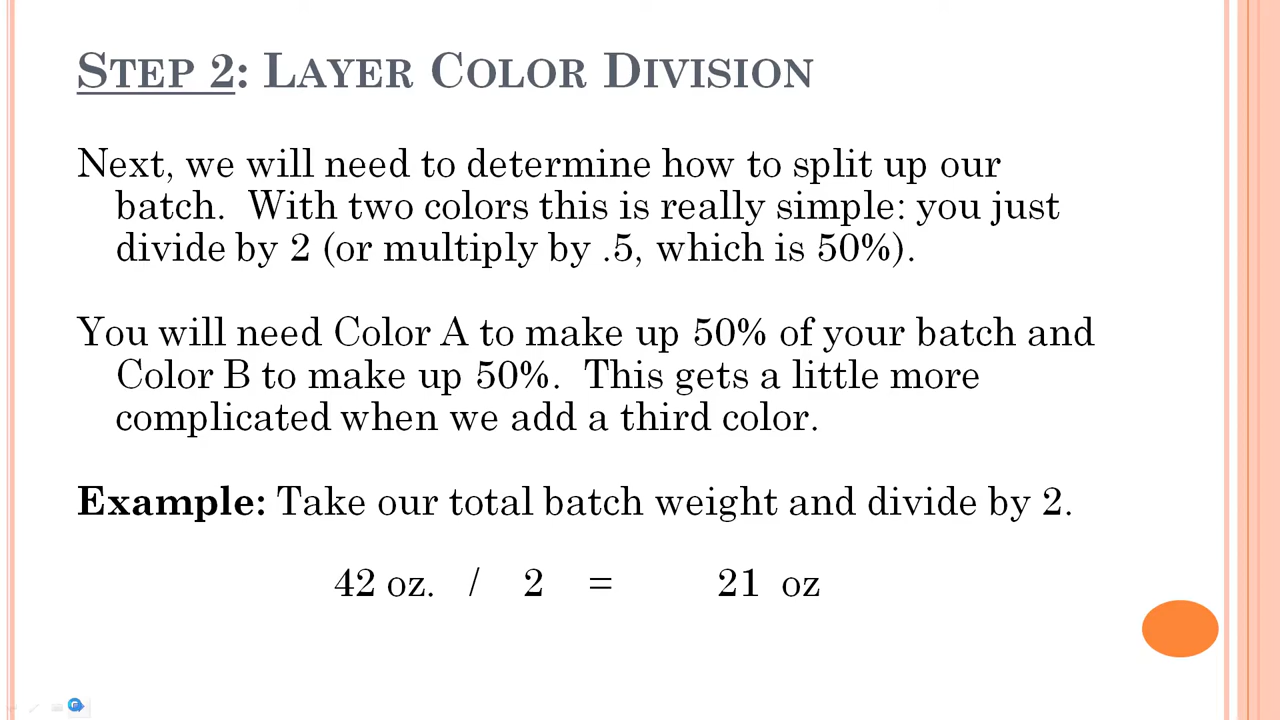 STEP 2: LAYER COLOR DIVISION
Next, we will need to determine how to split up our
batch.  With two colors this is really simple: you just
divide by 2 (or multiply by .5, which is 50%).
You will need Color A to make up 50% of your batch and
Color B to make up 50%.  This gets a little more
complicated when we add a third color.
Example: Take our total batch weight and divide by 2.
42 oz. / 2 = 21 oz